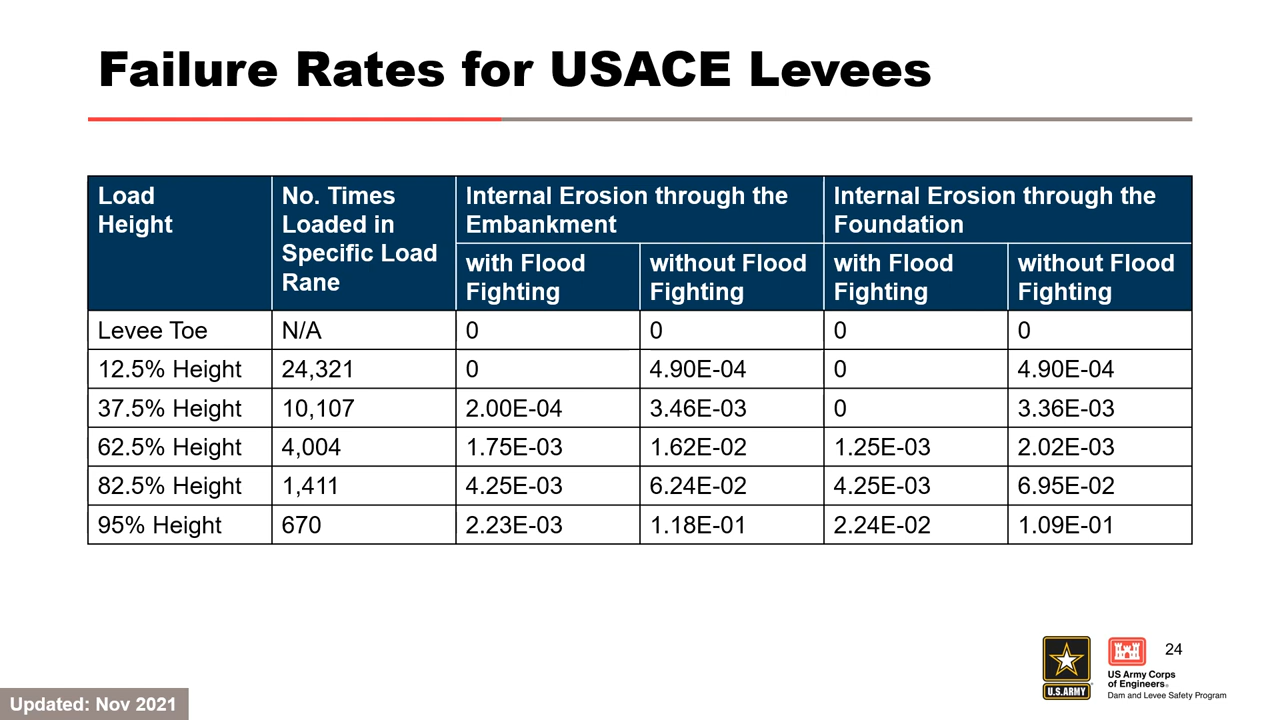 Failure Rates for USACE Levees
Load
Height
No. Times
Loaded in
Specific Load
Rane
Internal Erosion through the
Embankment
Internal Erosion through the
Foundation
with Flood
Fighting
without Flood
Fighting
with Flood
Fighting
without Flood
Fighting
Levee Toe N/A 0 0 0 0
12.5% Height 24,321 0 4.90E-04 0 4.90E-04
37.5% Height 10,107 2.00E-04 3.46E-03 0 3.36E-03
62.5% Height 4,004 1.75E-03 1.62E-02 1.25E-03 2.02E-03
82.5% Height 1,411 4.25E-03 6.24E-02 4.25E-03 6.95E-02
95% Height 670 2.23E-03 1.18E-01 2.24E-02 1.09E-01
U.S.ARMY
US Army Corps
of Engineers®
Dam and Levee Safety Program
24
Updated: Nov 2021